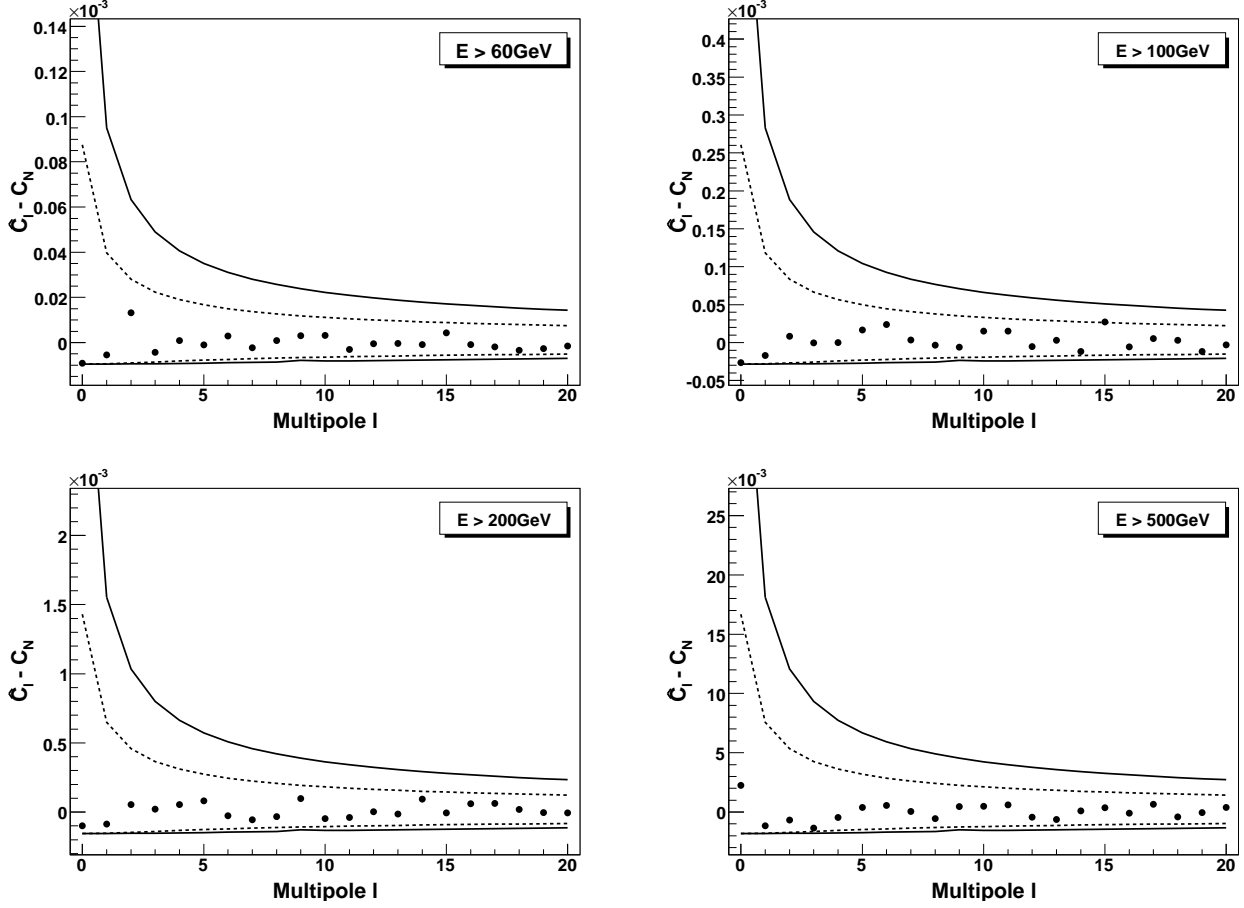 ×10⁻³
0.14
0.12
0.1
0.08
0.06
0.04
0.02
0
Ĉ_l - C_N
E > 60GeV
0 5 10 15 20
Multipole l
×10⁻³
0.4
0.35
0.3
0.25
0.2
0.15
0.1
0.05
0
-0.05
Ĉ_l - C_N
E > 100GeV
0 5 10 15 20
Multipole l
×10⁻³
2
1.5
1
0.5
0
Ĉ_l - C_N
E > 200GeV
0 5 10 15 20
Multipole l
×10⁻³
25
20
15
10
5
0
Ĉ_l - C_N
E > 500GeV
0 5 10 15 20
Multipole l